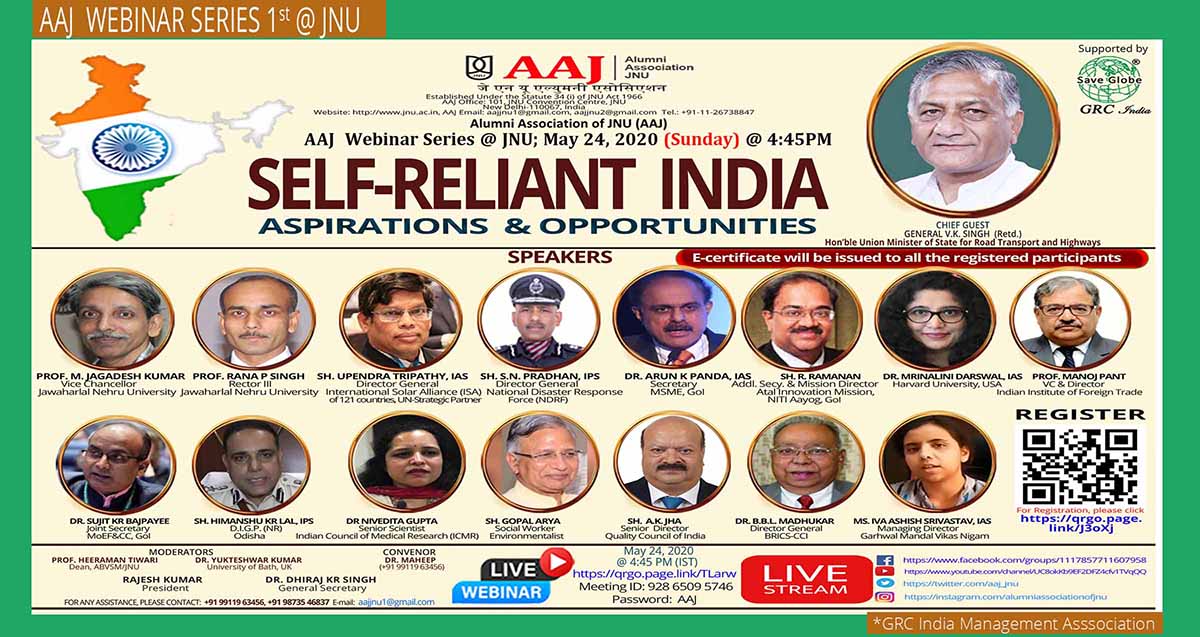 AAJ WEBINAR SERIES 1st @ JNU
JNU
AAJ
Alumni
Association
JNU
जे एन यू एल्युमनी एसोसिएशन
Established Under the Statute 34 (i) of JNU Act 1966
AAJ Office: 101, JNU Convention Centre, JNU
New Delhi-110067, India
Website: http://www.jnu.ac.in, AAJ Email: aajjnu1@gmail.com, aaajnu2@gmail.com Tel.: +91-11-26738847
Alumni Association of JNU (AAJ)
AAJ Webinar Series @ JNU; May 24, 2020 (Sunday) @ 4:45PM
SELF-RELIANT INDIA
ASPIRATIONS & OPPORTUNITIES
Supported by
Save Globe
GRC India
CHIEF GUEST
GENERAL V.K. SINGH (Retd.)
Hon'ble Union Minister of State for Road Transport and Highways
SPEAKERS
E-certificate will be issued to all the registered participants
PROF. M. JAGADESH KUMAR
Vice Chancellor
Jawaharlal Nehru University
PROF. RANA P SINGH
Rector III
Jawaharlal Nehru University
SH. UPENDRA TRIPATHY, IAS
Director General
International Solar Alliance (ISA)
of 121 countries, UN-Strategic Partner
SH. S.N. PRADHAN, IPS
Director General
National Disaster Response
Force (NDRF)
DR. ARUN K PANDA, IAS
Secretary
MSME, GoI
SH. R. RAMANAN
Addl. Secy. & Mission Director
Atal Innovation Mission,
NITI Aayog, GoI
DR. MRINALINI DARSWAL, IAS
Harvard University, USA
PROF. MANOJ PANT
VC & Director
Indian Institute of Foreign Trade
DR. SUJIT KR BAJPAYEE
Joint Secretary
MoEF&CC, GoI
SH. HIMANSHU KR LAL, IPS
D.I.G.P. (NR)
Odisha
DR NIVEDITA GUPTA
Senior Scientist
Indian Council of Medical Research (ICMR)
SH. GOPAL ARYA
Social Worker
Environmentalist
SH. A.K. JHA
Senior Director
Quality Council of India
DR. B.B.L. MADHUKAR
Director General
BRICS-CCI
MS. IVA ASHISH SRIVASTAV, IAS
Managing Director
Garhwal Mandal Vikas Nigam
REGISTER
For Registration, please click
https://qrgo.page.
link/J3oXj
MODERATORS
PROF. HEERAMAN TIWARI
Dean, ABVSM/JNU
DR. VUKTESHWAR KUMAR
University of Bath, UK
CONVENOR
DR. MAHEEP
(+91 99119 63456)
RAJESH KUMAR
President
DR. DHIRAJ KR SINGH
General Secretary
FOR ANY ASSISTANCE, PLEASE CONTACT: +91 99119 63456, +91 98735 46837 E-mail: aajjnu1@gmail.com
LIVE
WEBINAR
May 24, 2020
@ 4:45 PM (IST)
https://qrgo.page.link/TLarw
Meeting ID: 928 6509 5746
Password: AAJ
LIVE
STREAM
https://www.facebook.com/groups/1117857711607958
https://twitter.com/aaj_jnu
https://instagram.com/alumniassociationofjnu
*GRC India Management Asssociation